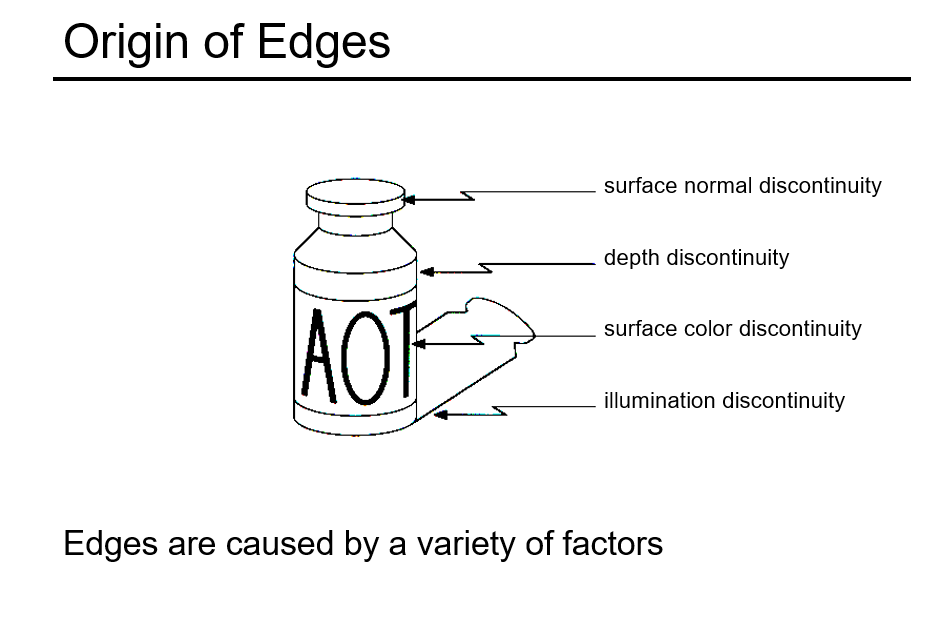 Origin of Edges
surface normal discontinuity
depth discontinuity
surface color discontinuity
illumination discontinuity
AOT
Edges are caused by a variety of factors